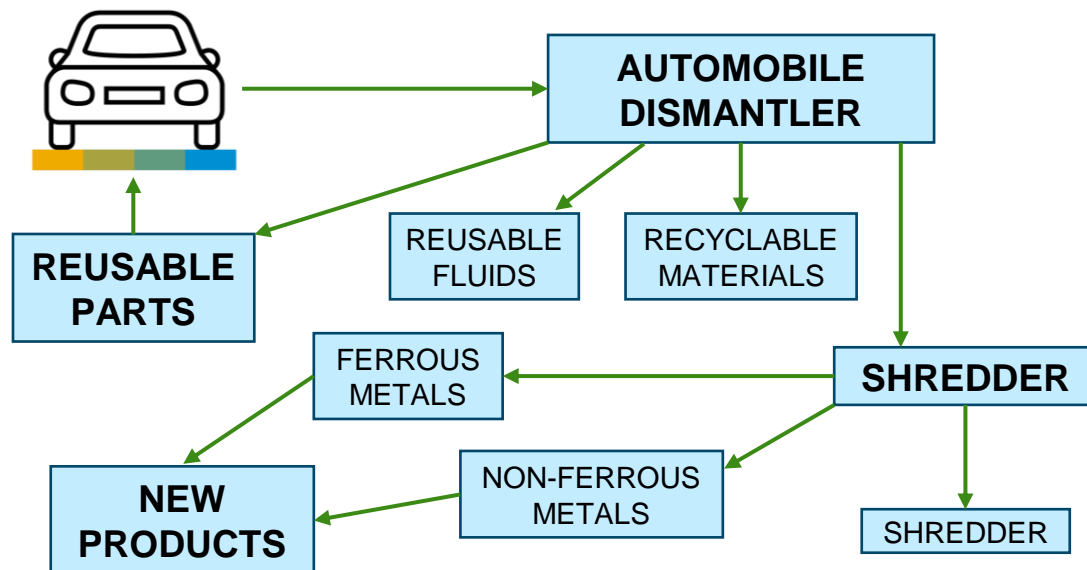 AUTOMOBILE
DISMANTLER
REUSABLE
PARTS
REUSABLE
FLUIDS
RECYCLABLE
MATERIALS
FERROUS
METALS
SHREDDER
NEW
PRODUCTS
NON-FERROUS
METALS
SHREDDER